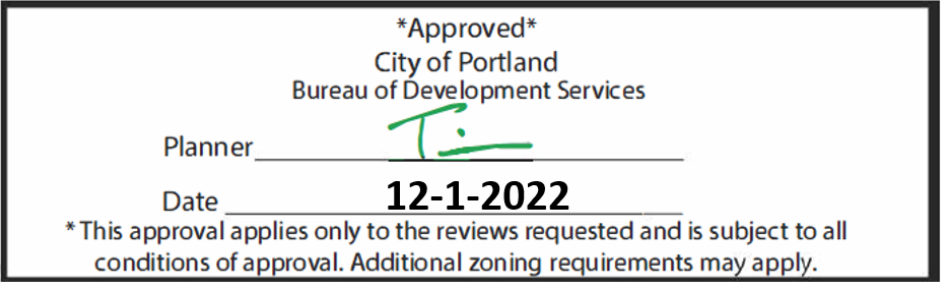 *Approved*
City of Portland
Bureau of Development Services
Planner Tim
Date 12-1-2022
*This approval applies only to the reviews requested and is subject to all
conditions of approval. Additional zoning requirements may apply.